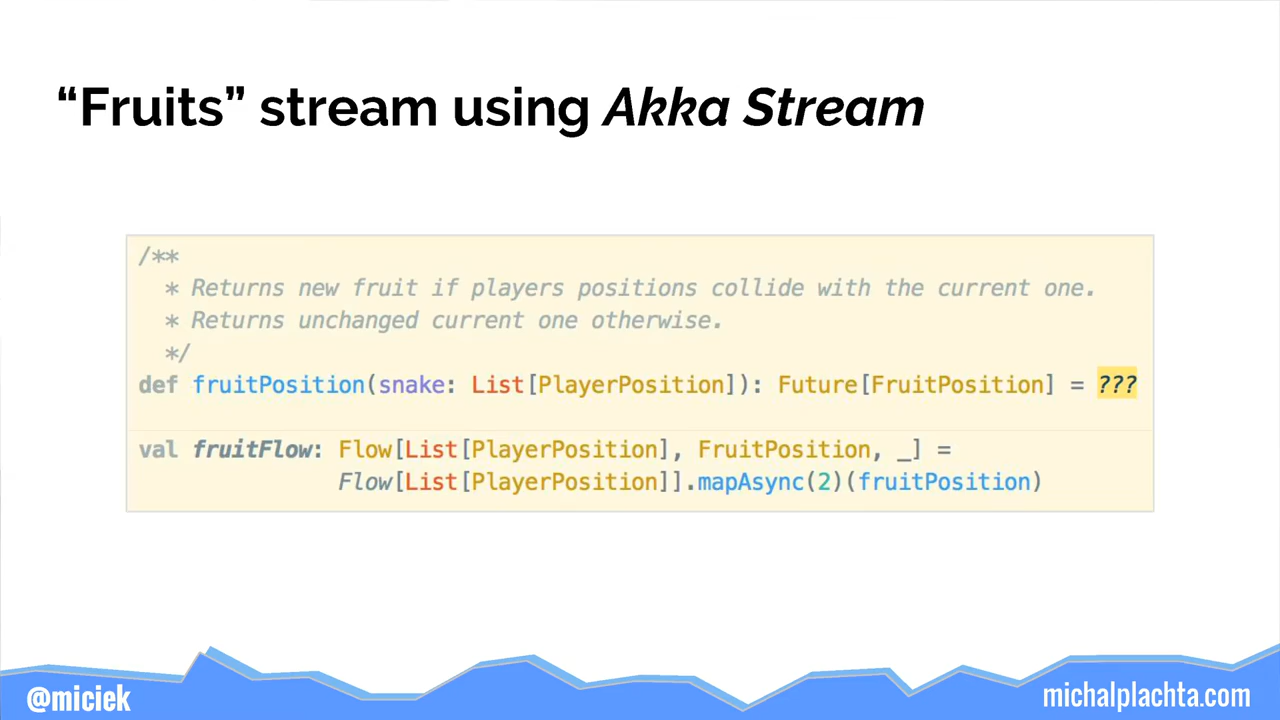 “Fruits” stream using Akka Stream
/**
* Returns new fruit if players positions collide with the current one.
* Returns unchanged current one otherwise.
*/
def fruitPosition(snake: List[PlayerPosition]): Future[FruitPosition] = ???
val fruitFlow: Flow[List[PlayerPosition], FruitPosition, _] =
Flow[List[PlayerPosition]].mapAsync(2)(fruitPosition)
@miciek
michalplachta.com